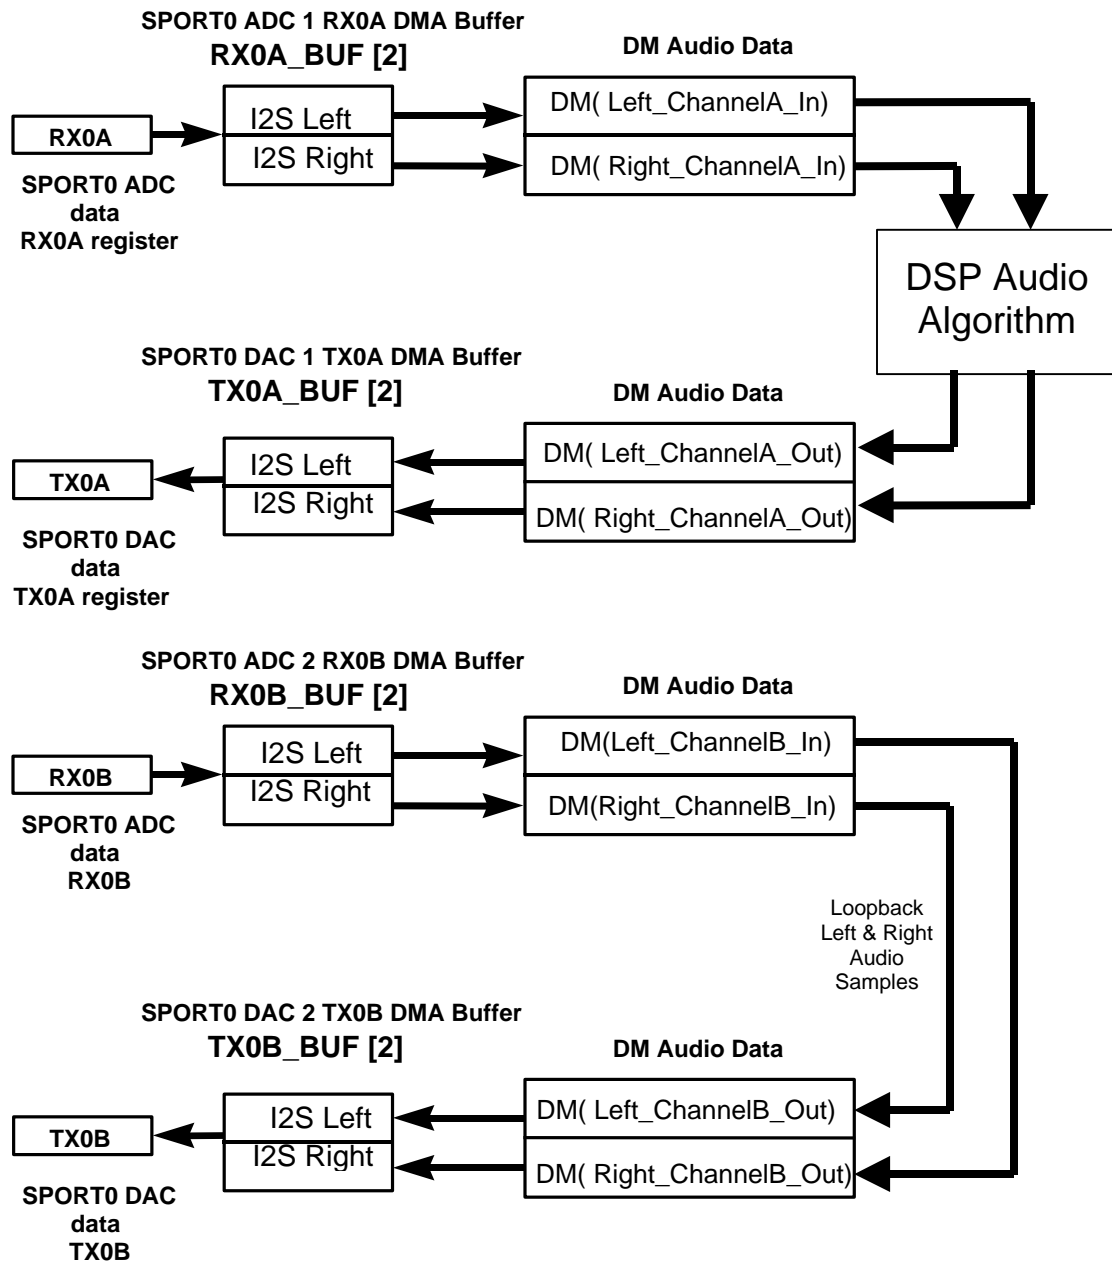 SPORT0 ADC 1 RX0A DMA Buffer
RX0A_BUF [2]
DM Audio Data
RX0A
I2S Left
I2S Right
DM( Left_ChannelA_In)
DM( Right_ChannelA_In)
SPORT0 ADC
data
RX0A register
DSP Audio
Algorithm
SPORT0 DAC 1 TX0A DMA Buffer
TX0A_BUF [2]
DM Audio Data
TX0A
I2S Left
I2S Right
DM( Left_ChannelA_Out)
DM( Right_ChannelA_Out)
SPORT0 DAC
data
TX0A register
SPORT0 ADC 2 RX0B DMA Buffer
RX0B_BUF [2]
DM Audio Data
RX0B
I2S Left
I2S Right
DM(Left_ChannelB_In)
DM(Right_ChannelB_In)
SPORT0 ADC
data
RX0B
Loopback
Left & Right
Audio
Samples
SPORT0 DAC 2 TX0B DMA Buffer
TX0B_BUF [2]
DM Audio Data
TX0B
I2S Left
I2S Right
DM( Left_ChannelB_Out)
DM( Right_ChannelB_Out)
SPORT0 DAC
data
TX0B